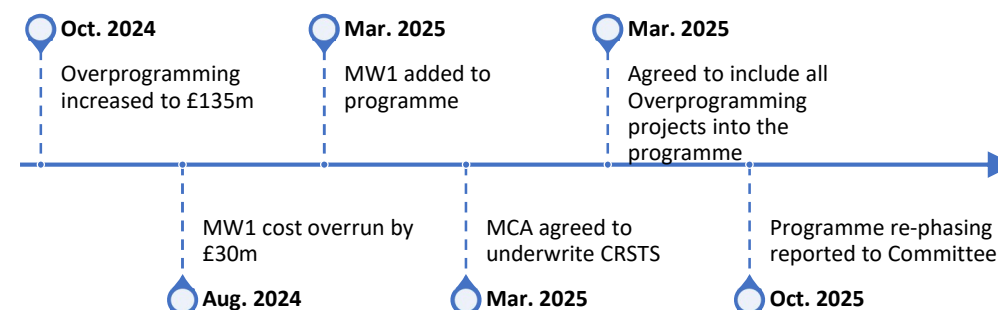 Oct. 2024
Overprogramming
increased to £135m
MW1 cost overrun by
£30m
Aug. 2024
Mar. 2025
MW1 added to
programme
MCA agreed to
underwrite CRSTS
Mar. 2025
Mar. 2025
Agreed to include all
Overprogramming
projects into the
programme
Programme re-phasing
reported to Committee
Oct. 2025